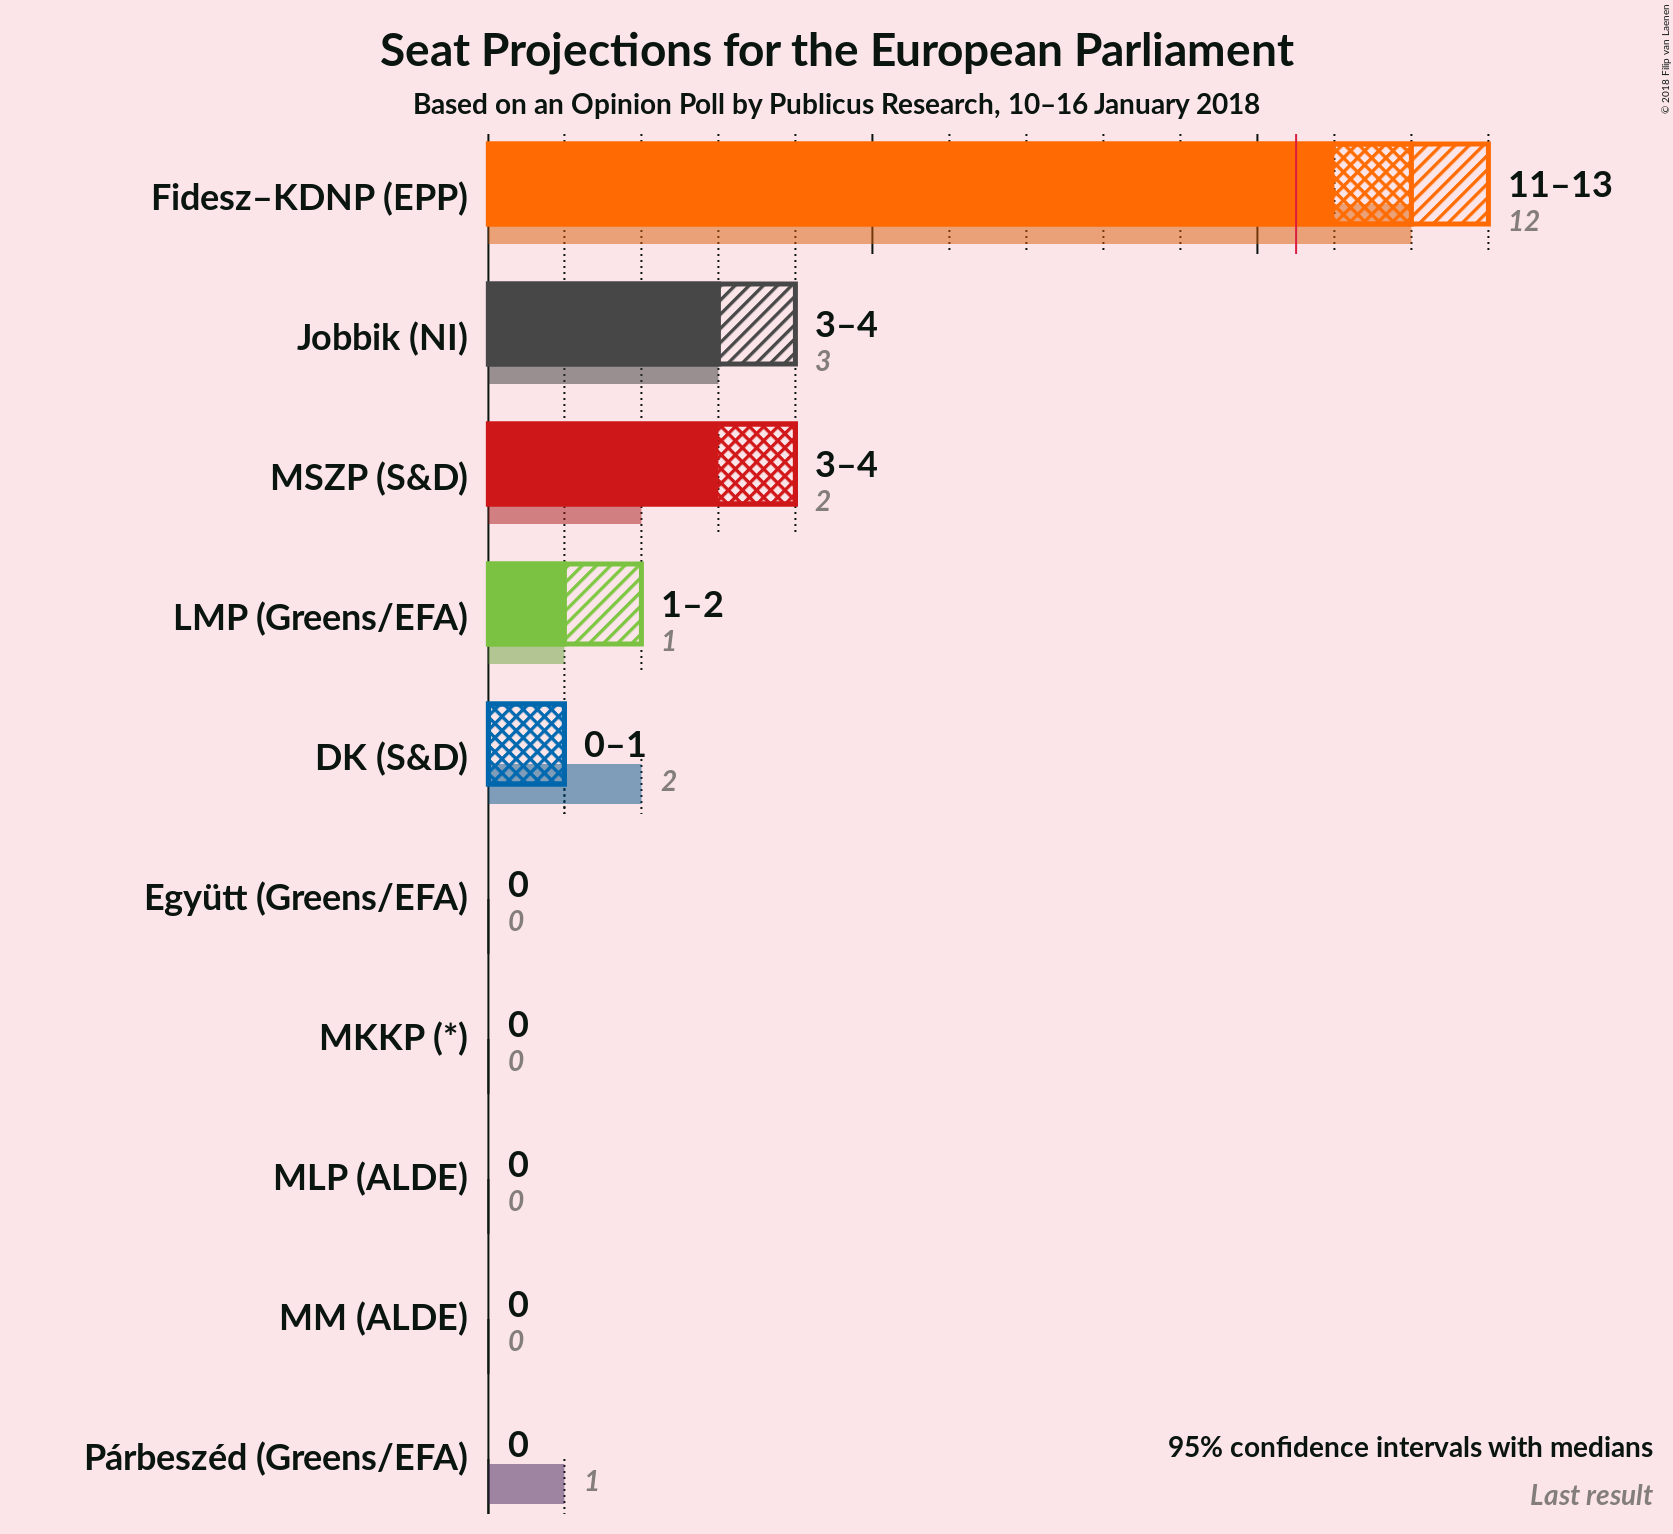 Seat Projections for the European Parliament
Based on an Opinion Poll by Publicus Research, 10–16 January 2018
© 2018 Filip van Laenen
Fidesz–KDNP (EPP)
11–13
12
Jobbik (NI)
3–4
3
MSZP (S&D)
3–4
2
LMP (Greens/EFA)
1–2
1
DK (S&D)
0–1
2
Együtt (Greens/EFA)
0
0
MKKP (*)
0
0
MLP (ALDE)
0
0
MM (ALDE)
0
0
Párbeszéd (Greens/EFA)
0
1
95% confidence intervals with medians
Last result